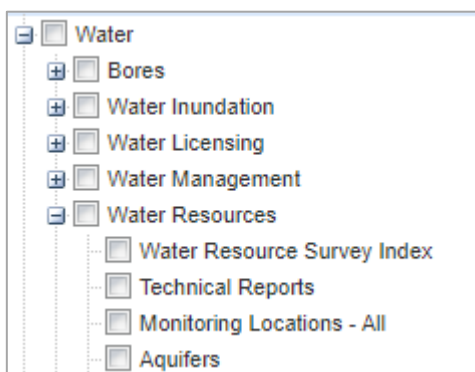 Water
Bores
Water Inundation
Water Licensing
Water Management
Water Resources
Water Resource Survey Index
Technical Reports
Monitoring Locations - All
Aquifers